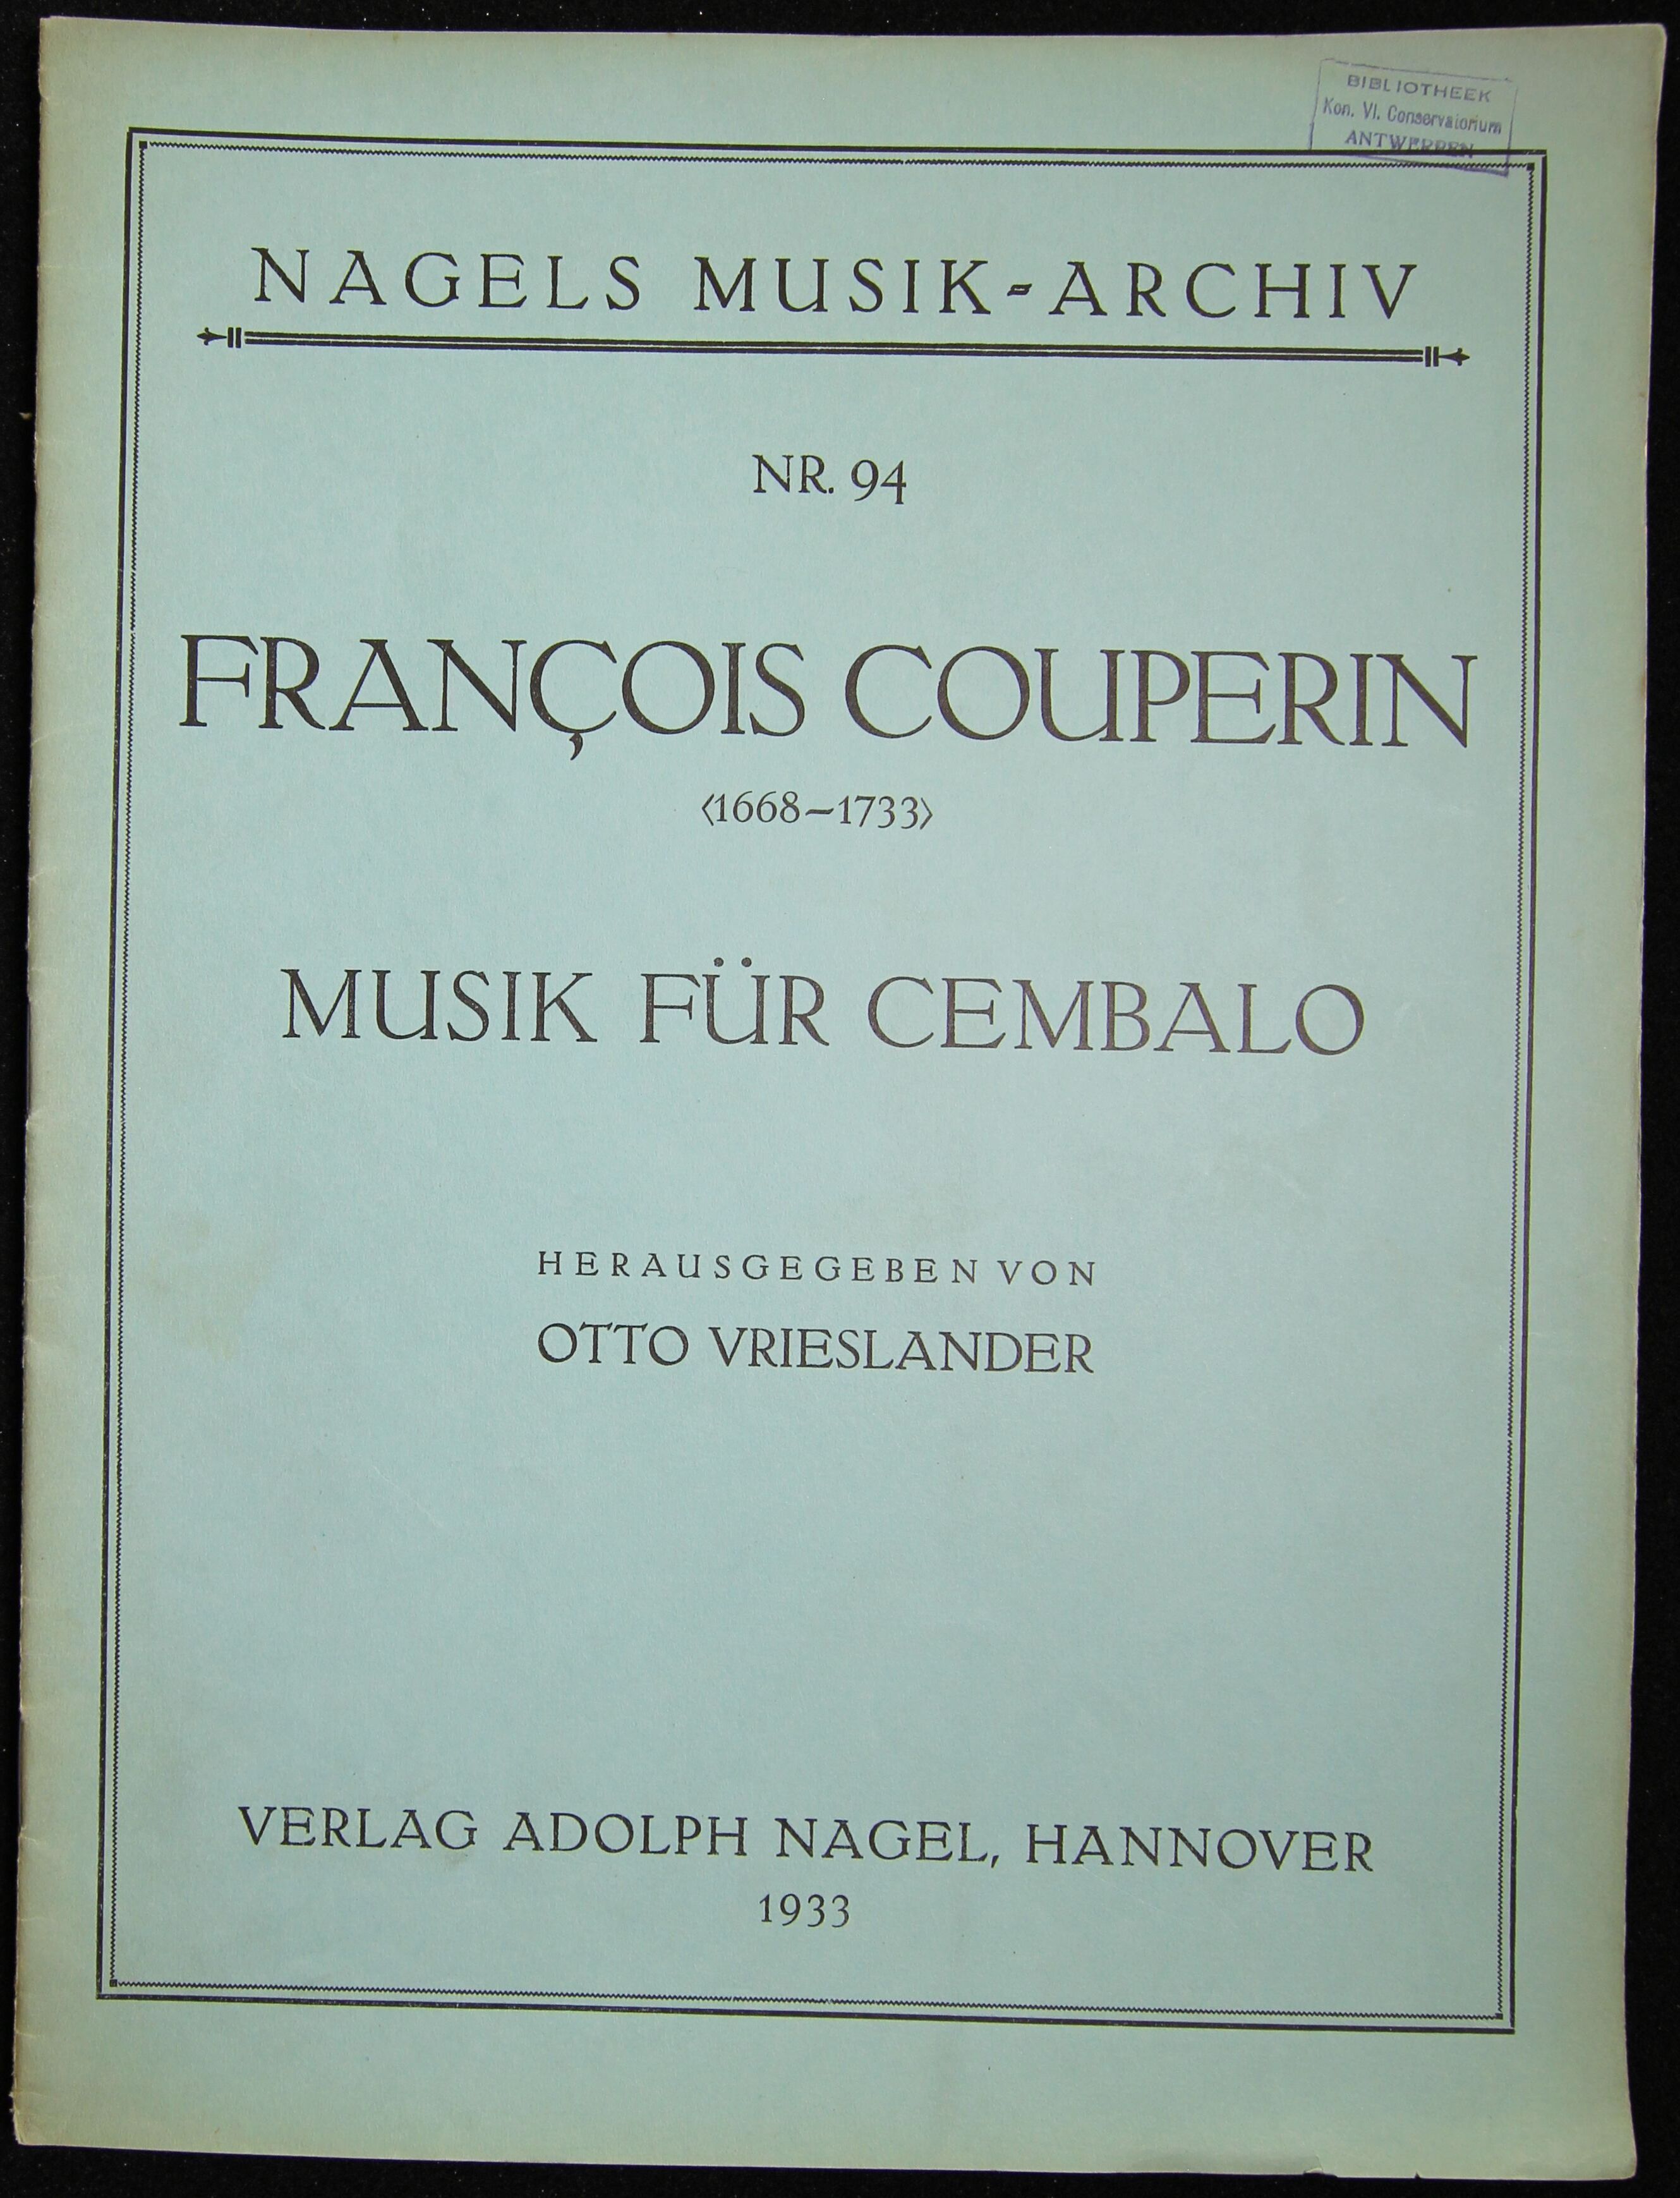 BIBLIOTHEEK
Kon. Vl. Conservatorium
ANTWERPEN
NAGELS MUSIK-ARCHIV
NR. 94
FRANÇOIS COUPERIN
⟨1668–1733⟩
MUSIK FÜR CEMBALO
HERAUSGEGEBEN VON
OTTO VRIESLANDER
VERLAG ADOLPH NAGEL, HANNOVER
1933